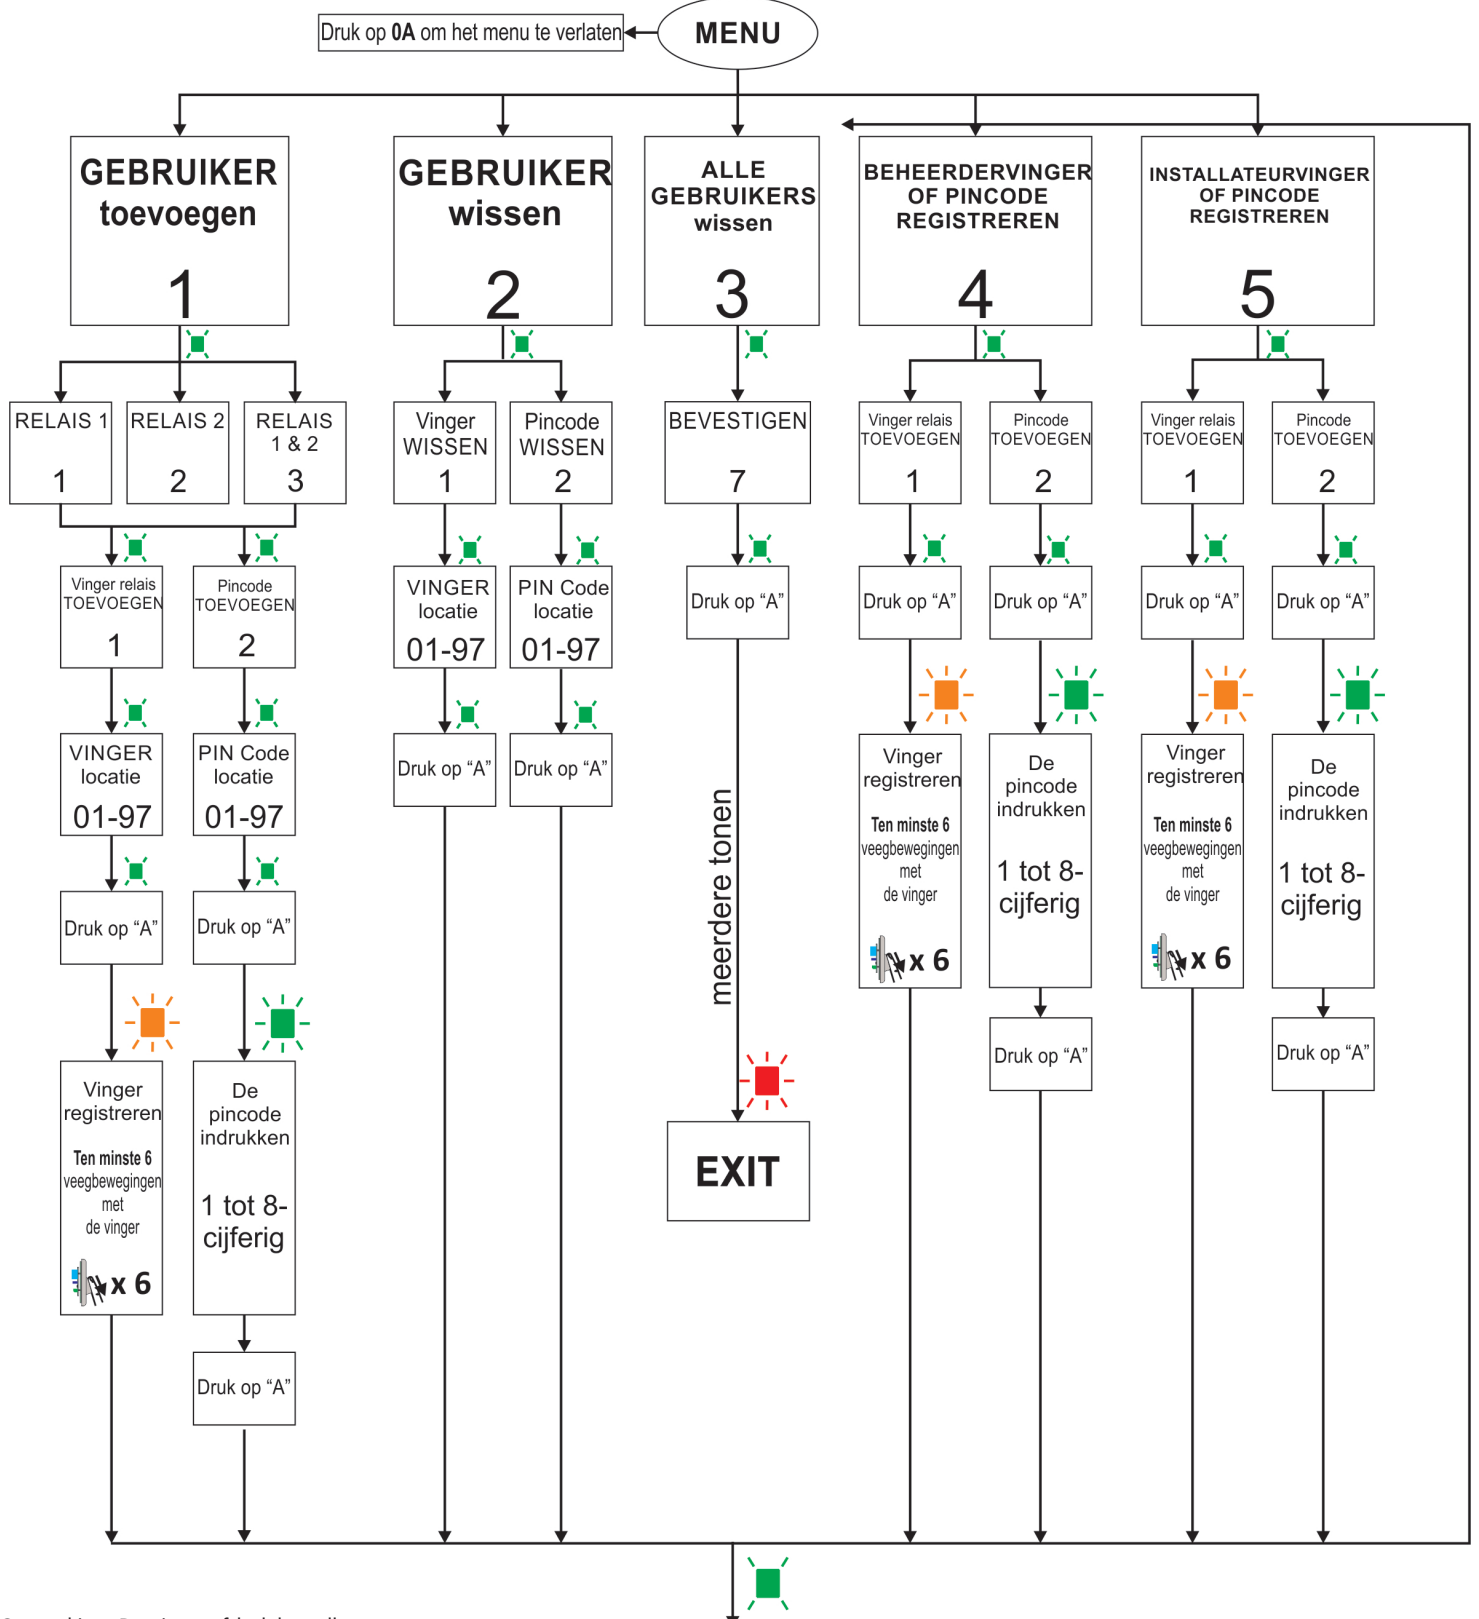 Druk op 0A om het menu te verlaten
MENU
GEBRUIKER
toevoegen
1
GEBRUIKER
wissen
2
ALLE
GEBRUIKERS
wissen
3
BEHEERDERVINGER
OF PINCODE
REGISTREREN
4
INSTALLATEURVINGER
OF PINCODE
REGISTREREN
5
RELAIS 1
1
RELAIS 2
2
RELAIS
1 & 2
3
Vinger
WISSEN
1
Pincode
WISSEN
2
BEVESTIGEN
7
Vinger relais
TOEVOEGEN
1
Pincode
TOEVOEGEN
2
Vinger relais
TOEVOEGEN
1
Pincode
TOEVOEGEN
2
Vinger relais
TOEVOEGEN
1
Pincode
TOEVOEGEN
2
VINGER
locatie
01-97
PIN Code
locatie
01-97
Druk op “A”
Druk op “A”
Druk op “A”
Druk op “A”
Druk op “A”
VINGER
locatie
01-97
PIN Code
locatie
01-97
Druk op “A”
Druk op “A”
meerdere tonen
Vinger
registreren
Ten minste 6
veegbewegingen
met
de vinger
x 6
De
pincode
indrukken
1 tot 8-
cijferig
Vinger
registreren
Ten minste 6
veegbewegingen
met
de vinger
x 6
De
pincode
indrukken
1 tot 8-
cijferig
Druk op “A”
Druk op “A”
Druk op “A”
Druk op “A”
Vinger
registreren
Ten minste 6
veegbewegingen
met
de vinger
x 6
De
pincode
indrukken
1 tot 8-
cijferig
EXIT
Druk op “A”